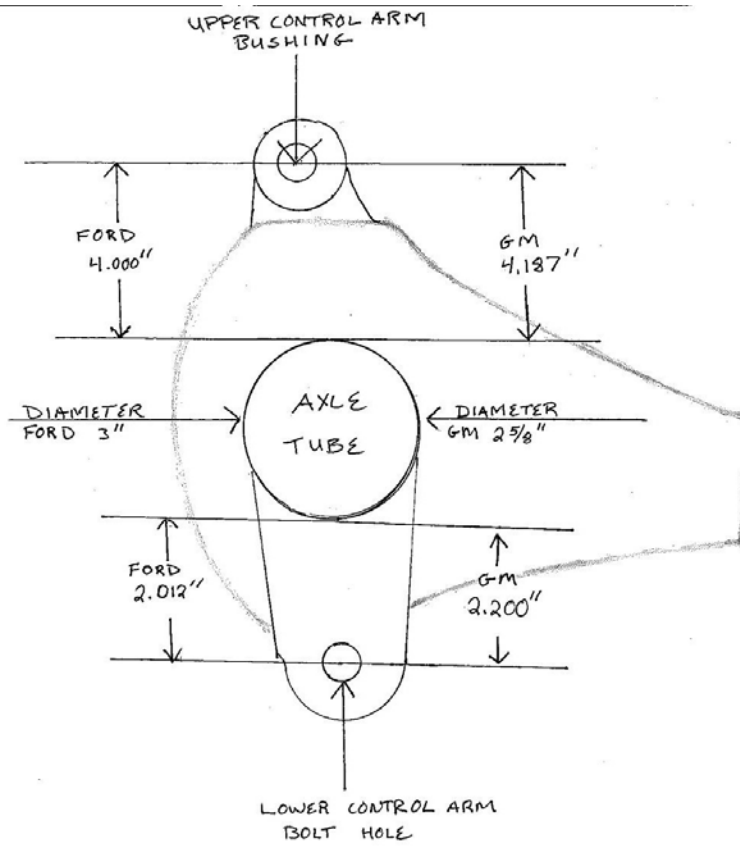 UPPER CONTROL ARM
BUSHING
FORD
4.000"
GM
4.187"
AXLE
TUBE
DIAMETER
FORD 3"
DIAMETER
GM 2 5/8"
FORD
2.012"
GM
2.200"
LOWER CONTROL ARM
BOLT HOLE